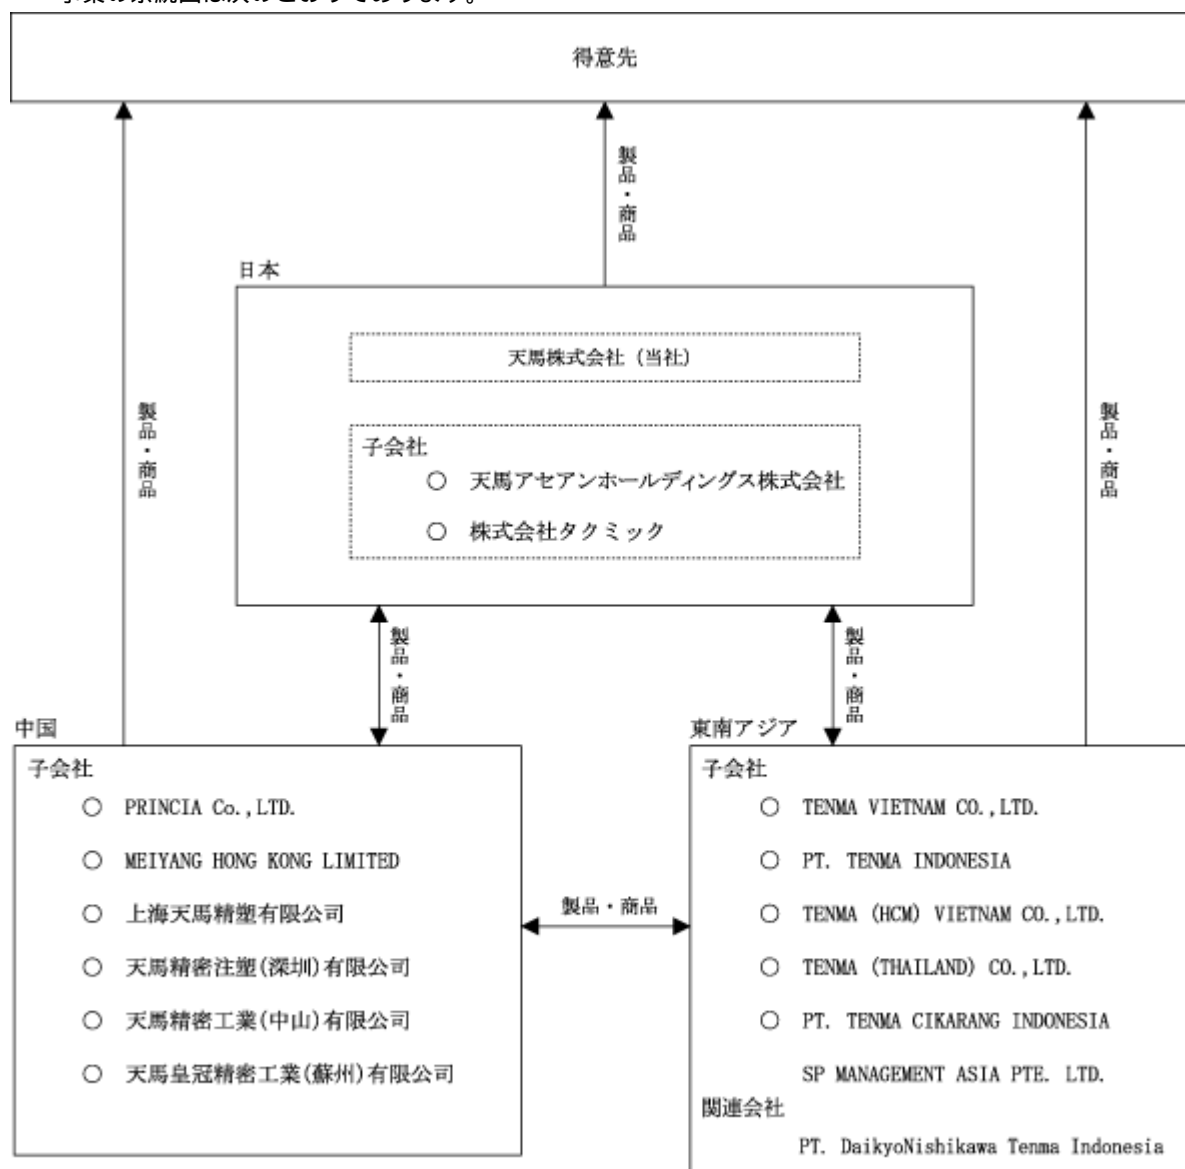 事業の系統図は次のとおりであります。
得意先
製品・商品
日本
天馬株式会社（当社）
製品・商品
製品・商品
子会社
○ 天馬アセアンホールディングス株式会社
○ 株式会社タクミック
製品・商品
製品・商品
中国
東南アジア
子会社
○ PRINCIA Co.,LTD.
○ MEIYANG HONG KONG LIMITED
○ 上海天馬精塑有限公司
○ 天馬精密注塑(深圳)有限公司
○ 天馬精密工業(中山)有限公司
○ 天馬皇冠精密工業(蘇州)有限公司
製品・商品
子会社
○ TENMA VIETNAM CO.,LTD.
○ PT. TENMA INDONESIA
○ TENMA (HCM) VIETNAM CO.,LTD.
○ TENMA (THAILAND) CO.,LTD.
○ PT. TENMA CIKARANG INDONESIA
SP MANAGEMENT ASIA PTE. LTD.
関連会社
PT. DaikyoNishikawa Tenma Indonesia